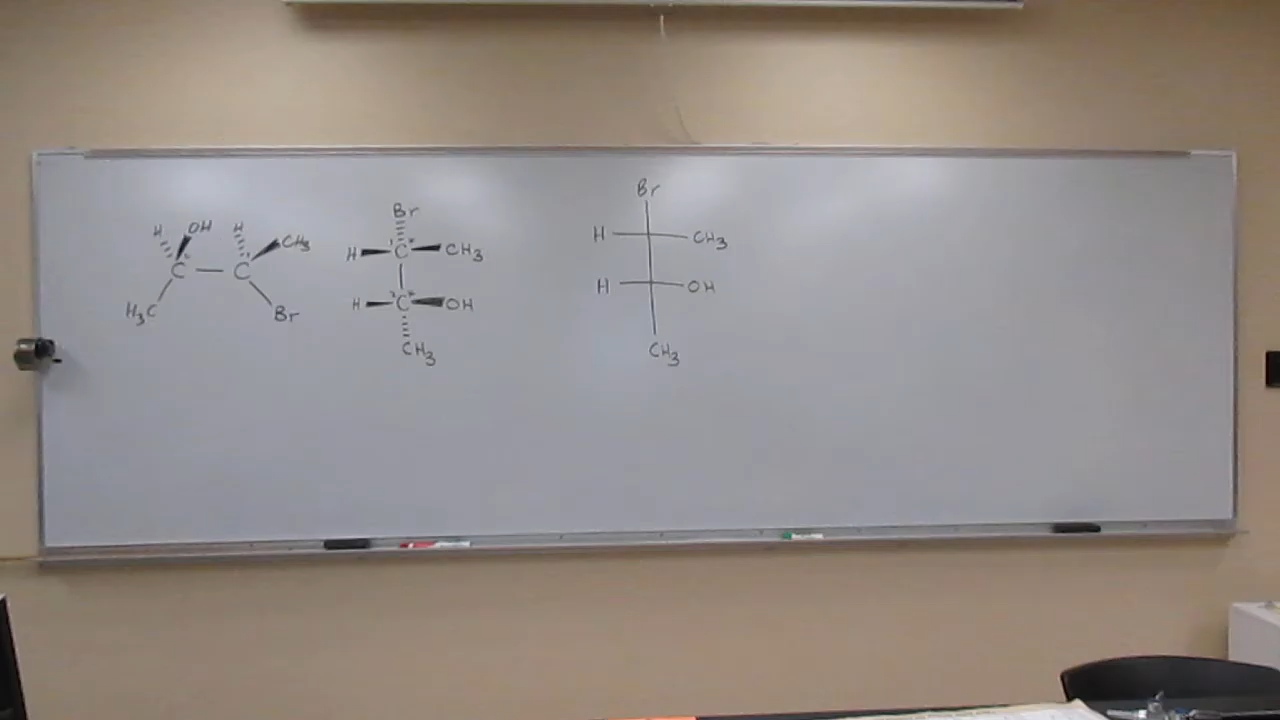 H OH H CH3
C — C
H3C Br
Br
H C* CH3
H C* OH
CH3
Br
H CH3
H OH
CH3